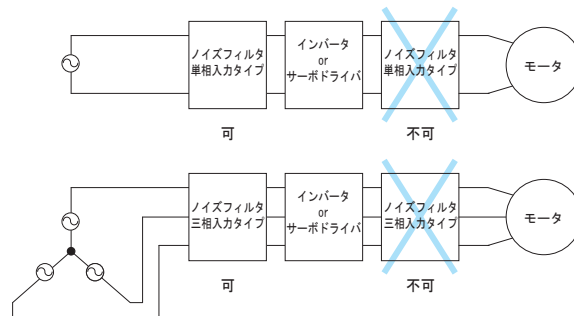 ノイズフィルタ
単相入力タイプ
インバータ
or
サーボドライバ
ノイズフィルタ
単相入力タイプ
モータ
可
不可
ノイズフィルタ
三相入力タイプ
インバータ
or
サーボドライバ
ノイズフィルタ
三相入力タイプ
モータ
可
不可